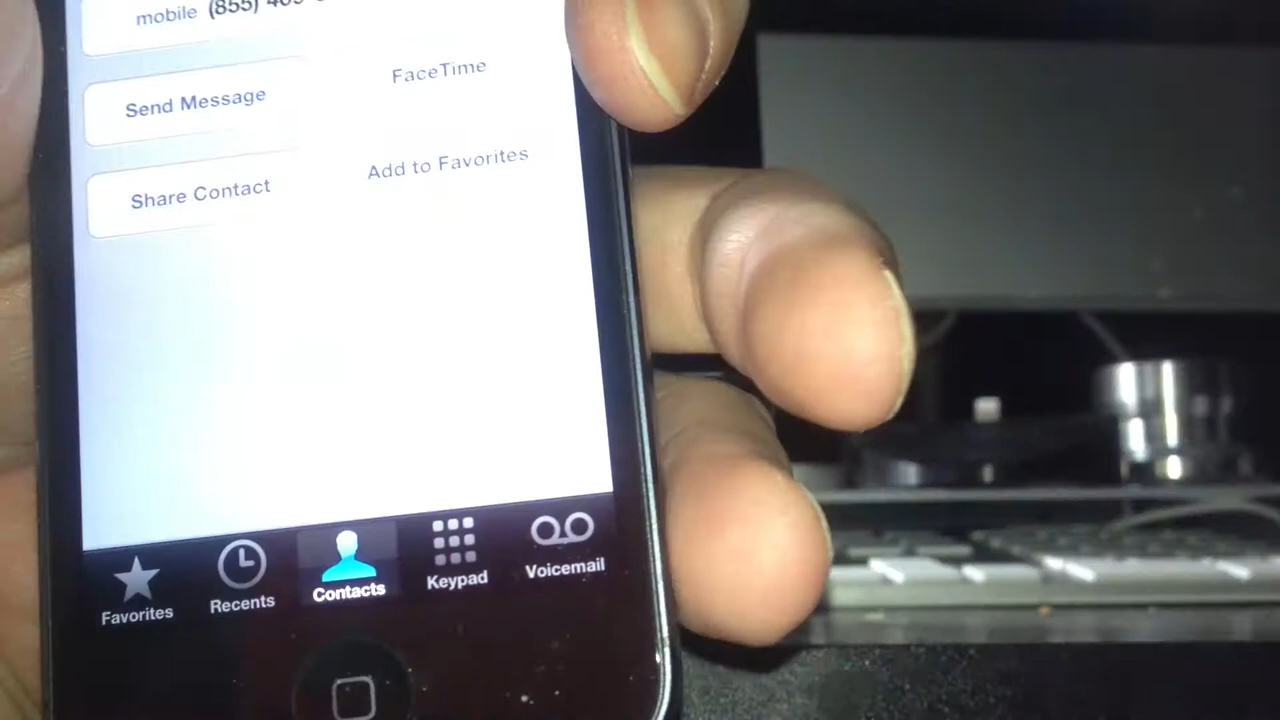 mobile (855)
FaceTime
Send Message
Add to Favorites
Share Contact
Favorites
Recents
Contacts
Keypad
Voicemail